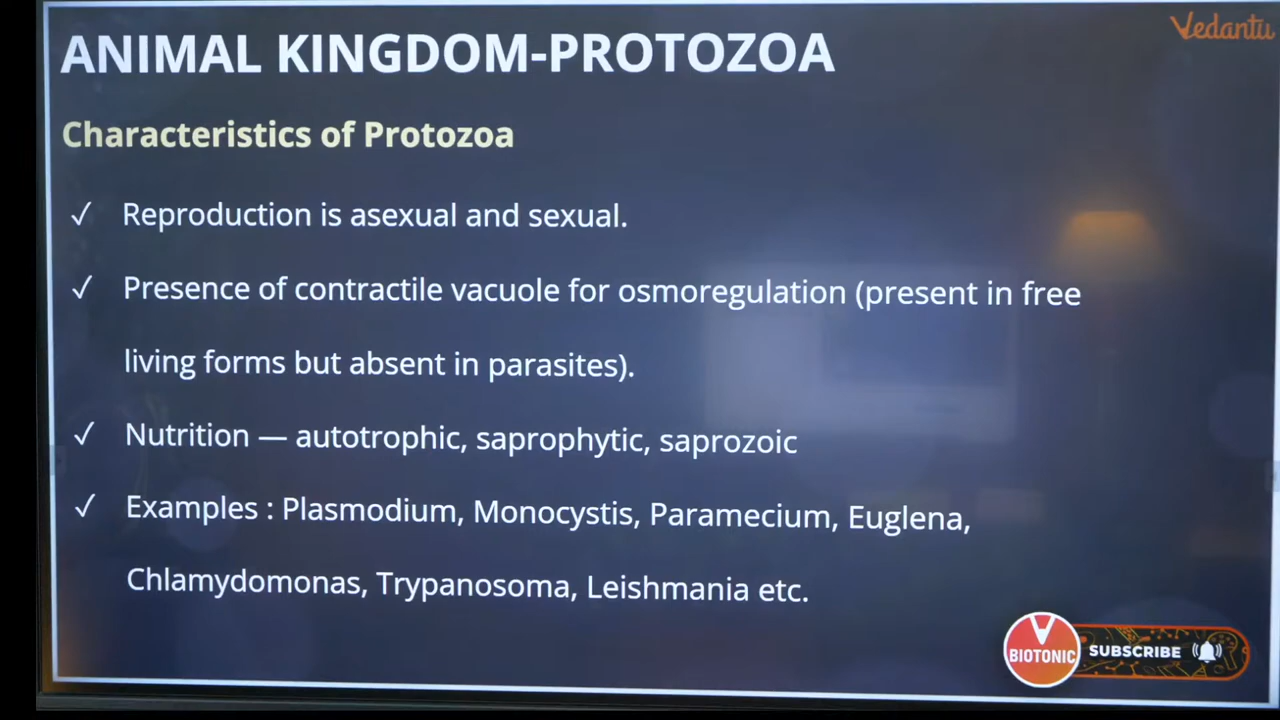 Vedantu
ANIMAL KINGDOM-PROTOZOA
Characteristics of Protozoa
✓ Reproduction is asexual and sexual.
✓ Presence of contractile vacuole for osmoregulation (present in free
living forms but absent in parasites).
✓ Nutrition — autotrophic, saprophytic, saprozoic
✓ Examples : Plasmodium, Monocystis, Paramecium, Euglena,
Chlamydomonas, Trypanosoma, Leishmania etc.
BIOTONIC SUBSCRIBE